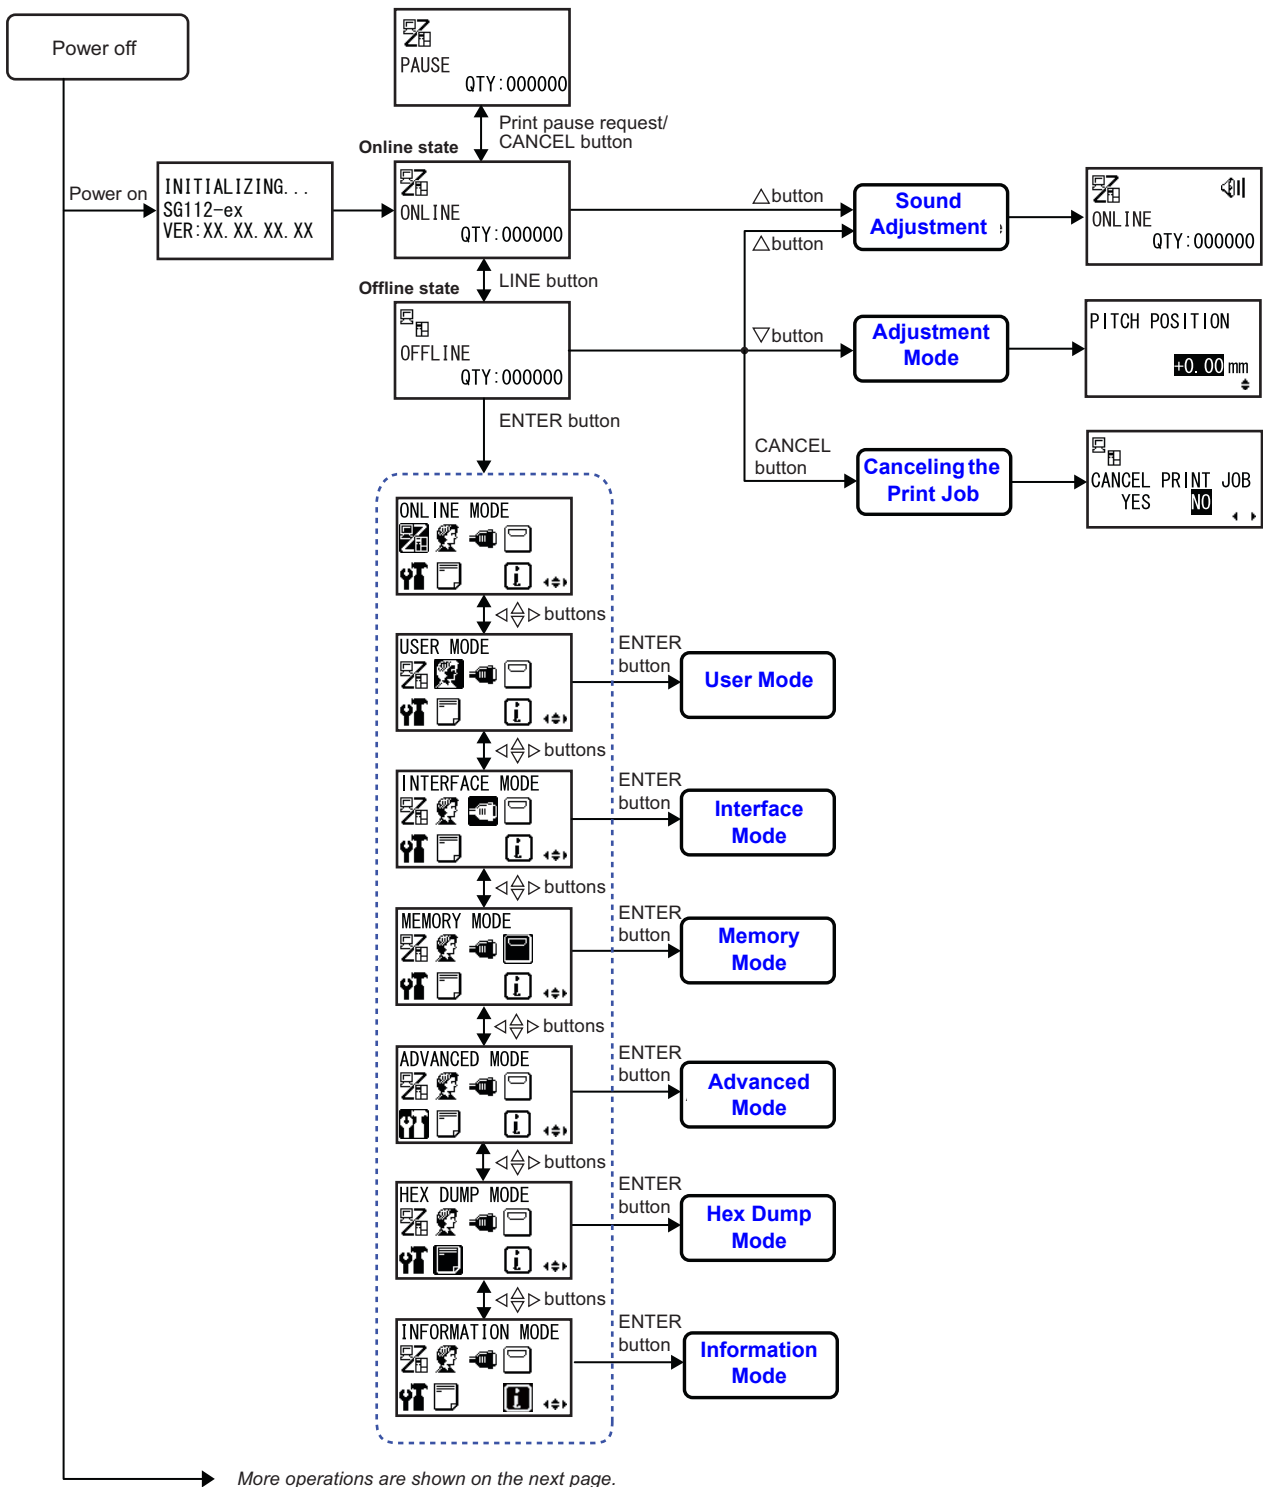 Power off
PAUSE
QTY:000000
Print pause request/
CANCEL button
Online state
Power on
INITIALIZING...
SG112-ex
VER:XX.XX.XX.XX
ONLINE
QTY:000000
△button
Sound
Adjustment
ONLINE
QTY:000000
△button
LINE button
Offline state
OFFLINE
QTY:000000
▽button
Adjustment
Mode
PITCH POSITION
+0.00 mm
ENTER button
CANCEL
button
Canceling the
Print Job
CANCEL PRINT JOB
YES NO
ONLINE MODE
◁△▽▷ buttons
USER MODE
ENTER
button
User Mode
◁△▽▷ buttons
INTERFACE MODE
ENTER
button
Interface
Mode
◁△▽▷ buttons
MEMORY MODE
ENTER
button
Memory
Mode
◁△▽▷ buttons
ADVANCED MODE
ENTER
button
Advanced
Mode
◁△▽▷ buttons
HEX DUMP MODE
ENTER
button
Hex Dump
Mode
◁△▽▷ buttons
INFORMATION MODE
ENTER
button
Information
Mode
More operations are shown on the next page.